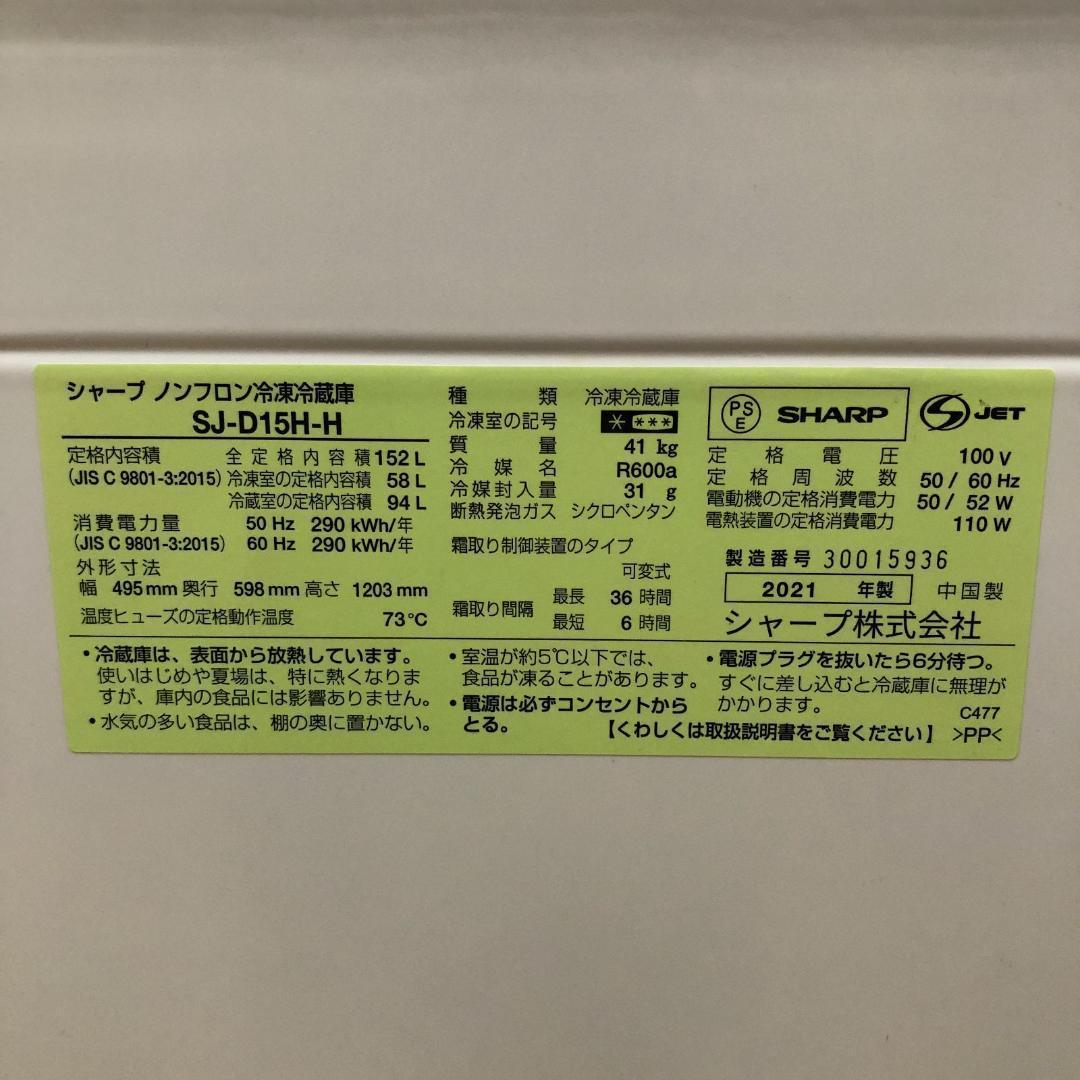 シャープ ノンフロン冷凍冷蔵庫
SJ-D15H-H
定格内容積 全定格内容積 152 L
(JIS C 9801-3:2015) 冷凍室の定格内容積 58 L
冷蔵室の定格内容積 94 L
消費電力量 50 Hz 290 kWh/年
(JIS C 9801-3:2015) 60 Hz 290 kWh/年
外形寸法
幅 495 mm 奥行 598 mm 高さ 1203 mm
温度ヒューズの定格動作温度 73℃
種類 冷凍冷蔵庫
冷凍室の記号 * ***
質量 41 kg
冷媒名 R600a
冷媒封入量 31 g
断熱発泡ガス シクロペンタン
霜取り制御装置のタイプ
可変式
霜取り間隔 最長 36 時間
最短 6 時間
PS
E
SHARP
S JET
定格電圧 100 V
定格周波数 50 / 60 Hz
電動機の定格消費電力 50 / 52 W
電熱装置の定格消費電力 110 W
製造番号 30015936
2021 年製 中国製
シャープ株式会社
・冷蔵庫は、表面から放熱しています。
使いはじめや夏場は、特に熱くなりま
すが、庫内の食品には影響ありません。
・水気の多い食品は、棚の奥に置かない。
・室温が約5℃以下では、
食品が凍ることがあります。
・電源は必ずコンセントから
とる。
・電源プラグを抜いたら6分待つ。
すぐに差し込むと冷蔵庫に無理が
かかります。
C477
【くわしくは取扱説明書をご覧ください】 >PP<